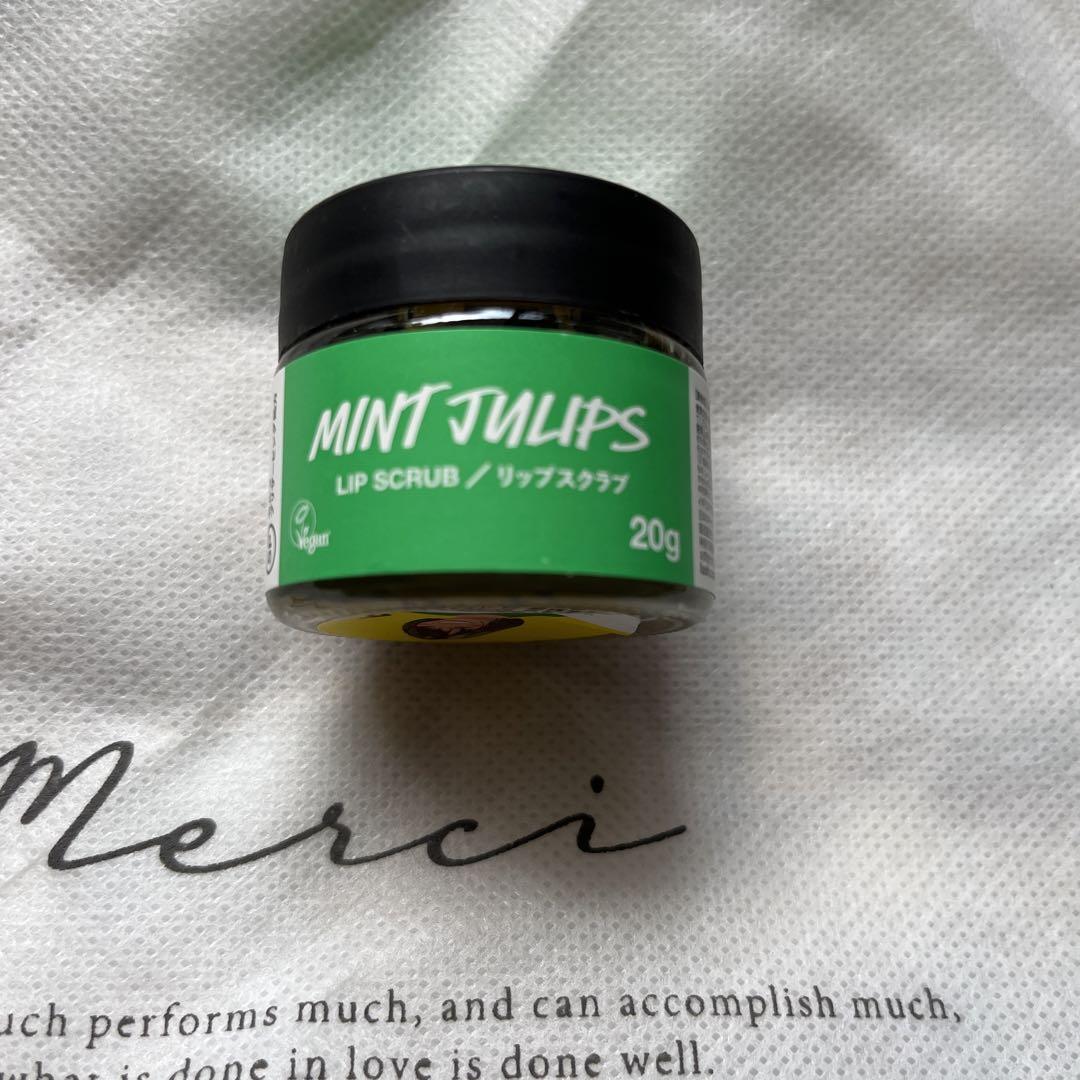 MINT JULIPS
LIP SCRUB / リップスクラブ
Vegan
20g
Merci
uch performs much, and can accomplish much,
what is done in love is done well.